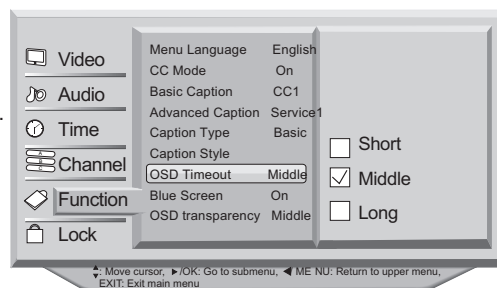 Video
Audio
Time
Channel
Function
Lock
Menu Language English
CC Mode On
Basic Caption CC1
Advanced Caption Service1
Caption Type Basic
Caption Style
OSD Timeout Middle
Blue Screen On
OSD transparency Middle
Short
Middle
Long
: Move cursor, ▶/OK: Go to submenu, ◀ ME NU: Return to upper menu,
EXIT: Exit main menu